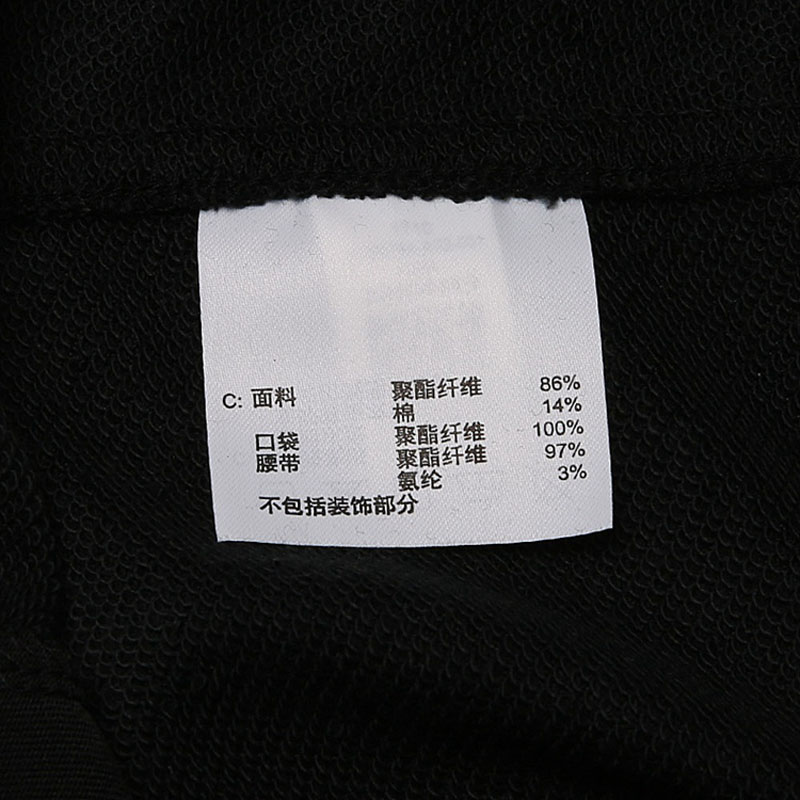 C: 面料 聚酯纤维 86%
棉 14%
口袋 聚酯纤维 100%
腰带 聚酯纤维 97%
氨纶 3%
不包括装饰部分